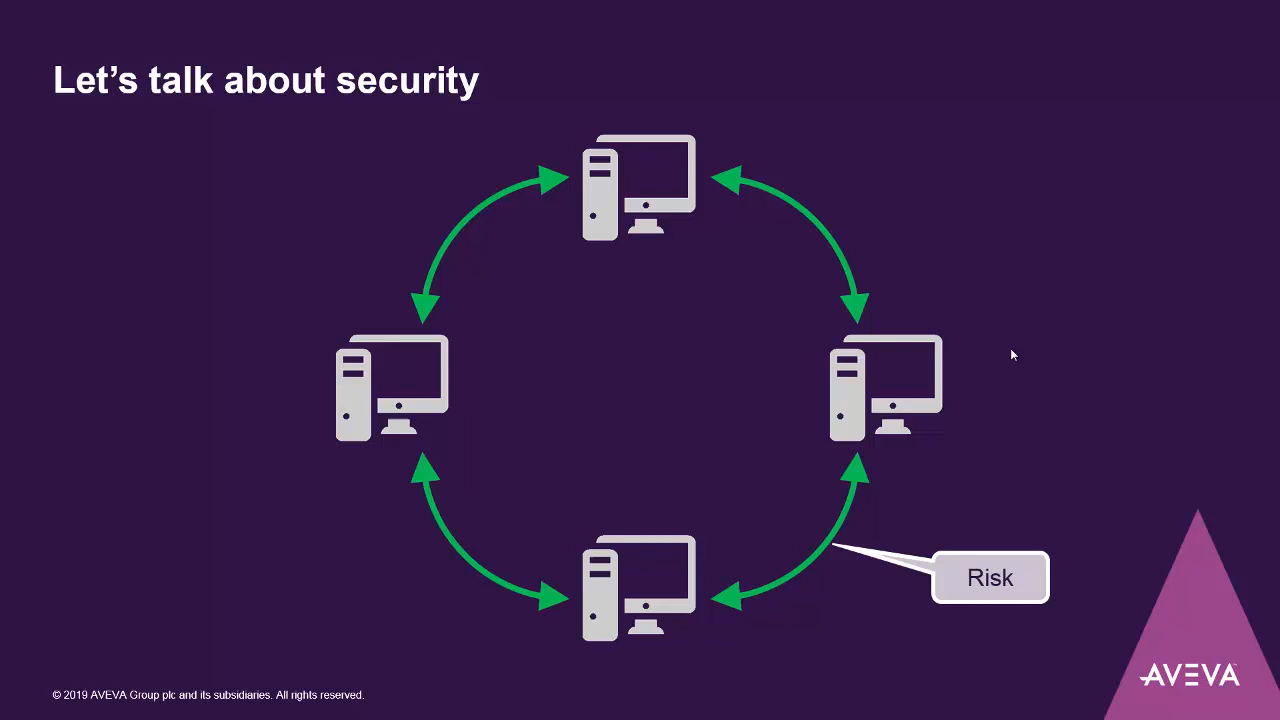 Let's talk about security
Risk
AVEVA
© 2019 AVEVA Group plc and its subsidiaries. All rights reserved.